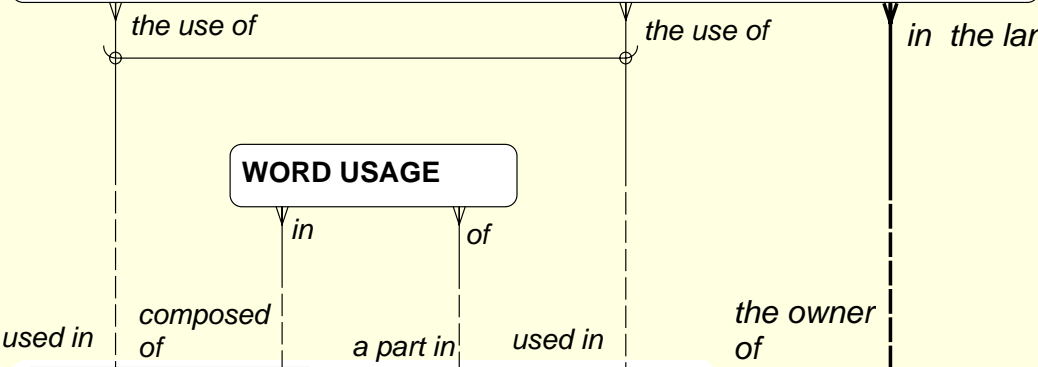 the use of
the use of
in the
WORD USAGE
in
of
composed
of
used in
a part in
used in
the owner
of